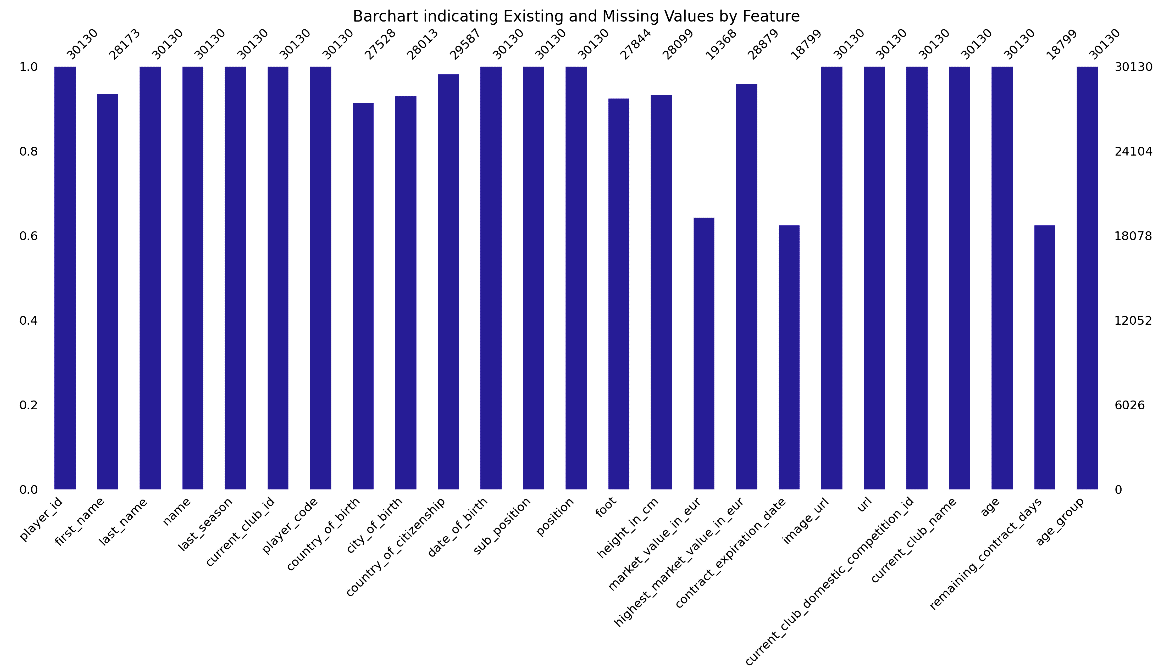 Barchart indicating Existing and Missing Values by Feature
30130
28173
30130
30130
30130
30130
30130
27528
28013
29587
30130
30130
30130
27844
28099
19368
28879
18799
30130
30130
30130
30130
30130
18799
30130
1.0
30130
0.8
24104
0.6
18078
0.4
12052
0.2
6026
0.0
0
player_id
first_name
last_name
name
last_season
current_club_id
player_code
country_of_birth
city_of_birth
country_of_citizenship
date_of_birth
sub_position
position
foot
height_in_cm
market_value_in_eur
highest_market_value_in_eur
contract_expiration_date
image_url
url
current_club_domestic_competition_id
current_club_name
age
remaining_contract_days
age_group